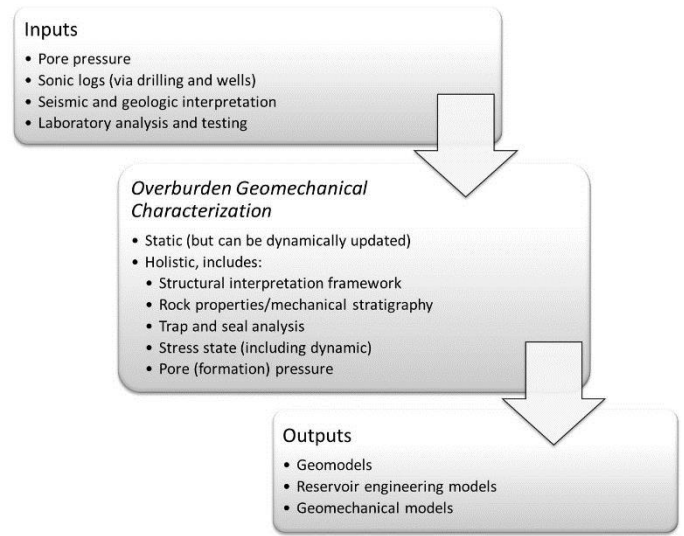 Inputs
• Pore pressure
• Sonic logs (via drilling and wells)
• Seismic and geologic interpretation
• Laboratory analysis and testing
Overburden Geomechanical
Characterization
• Static (but can be dynamically updated)
• Holistic, includes:
• Structural interpretation framework
• Rock properties/mechanical stratigraphy
• Trap and seal analysis
• Stress state (including dynamic)
• Pore (formation) pressure
Outputs
• Geomodels
• Reservoir engineering models
• Geomechanical models